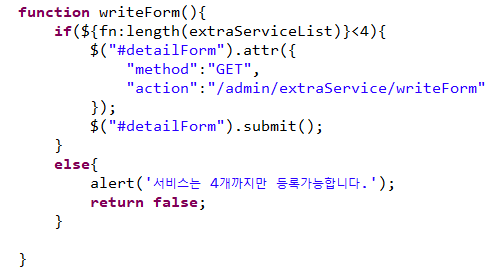 function writeForm(){
    if(${fn:length(extraServiceList)}<4){
        $("#detailForm").attr({
            "method":"GET",
            "action":"/admin/extraService/writeForm"
        });
        $("#detailForm").submit();
    }
    else{
        alert('서비스는 4개까지만 등록가능합니다.');
        return false;
    }
}